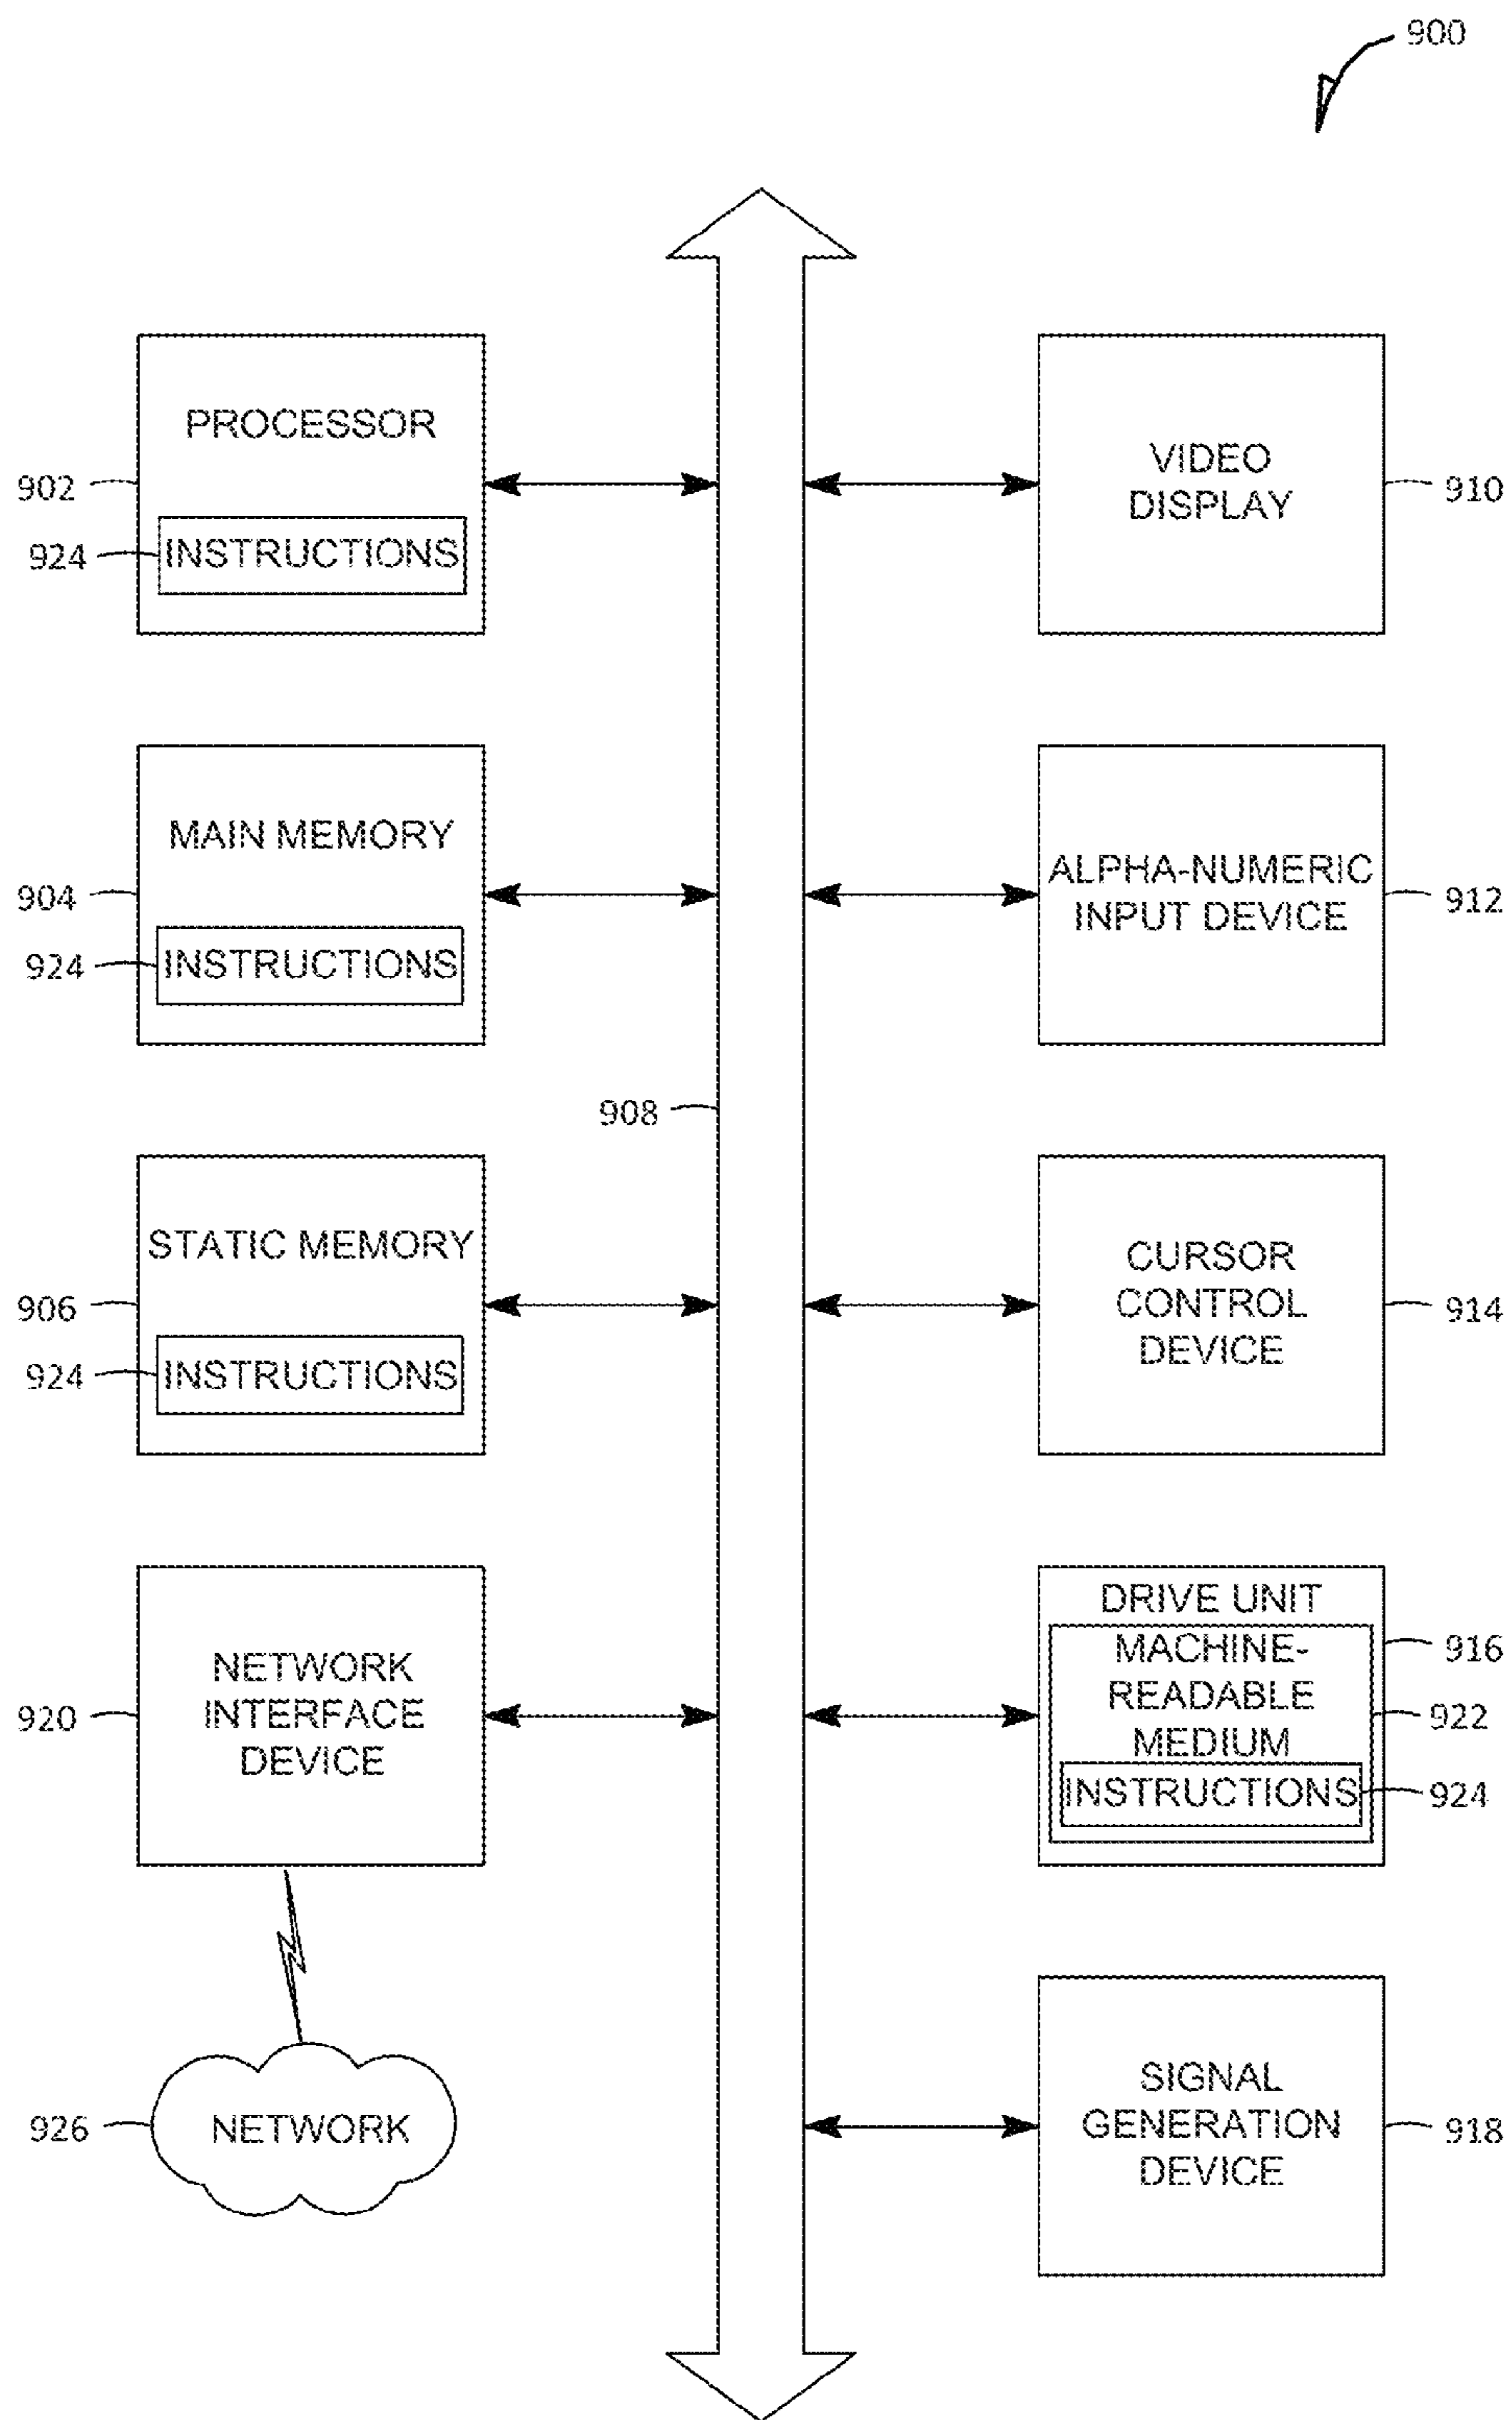 900
PROCESSOR
902
924
INSTRUCTIONS
VIDEO
DISPLAY
910
MAIN MEMORY
904
924
INSTRUCTIONS
ALPHA-NUMERIC
INPUT DEVICE
912
908
STATIC MEMORY
906
924
INSTRUCTIONS
CURSOR
CONTROL
DEVICE
914
NETWORK
INTERFACE
DEVICE
920
DRIVE UNIT
916
MACHINE-
READABLE
MEDIUM
922
INSTRUCTIONS
924
926
NETWORK
SIGNAL
GENERATION
DEVICE
918